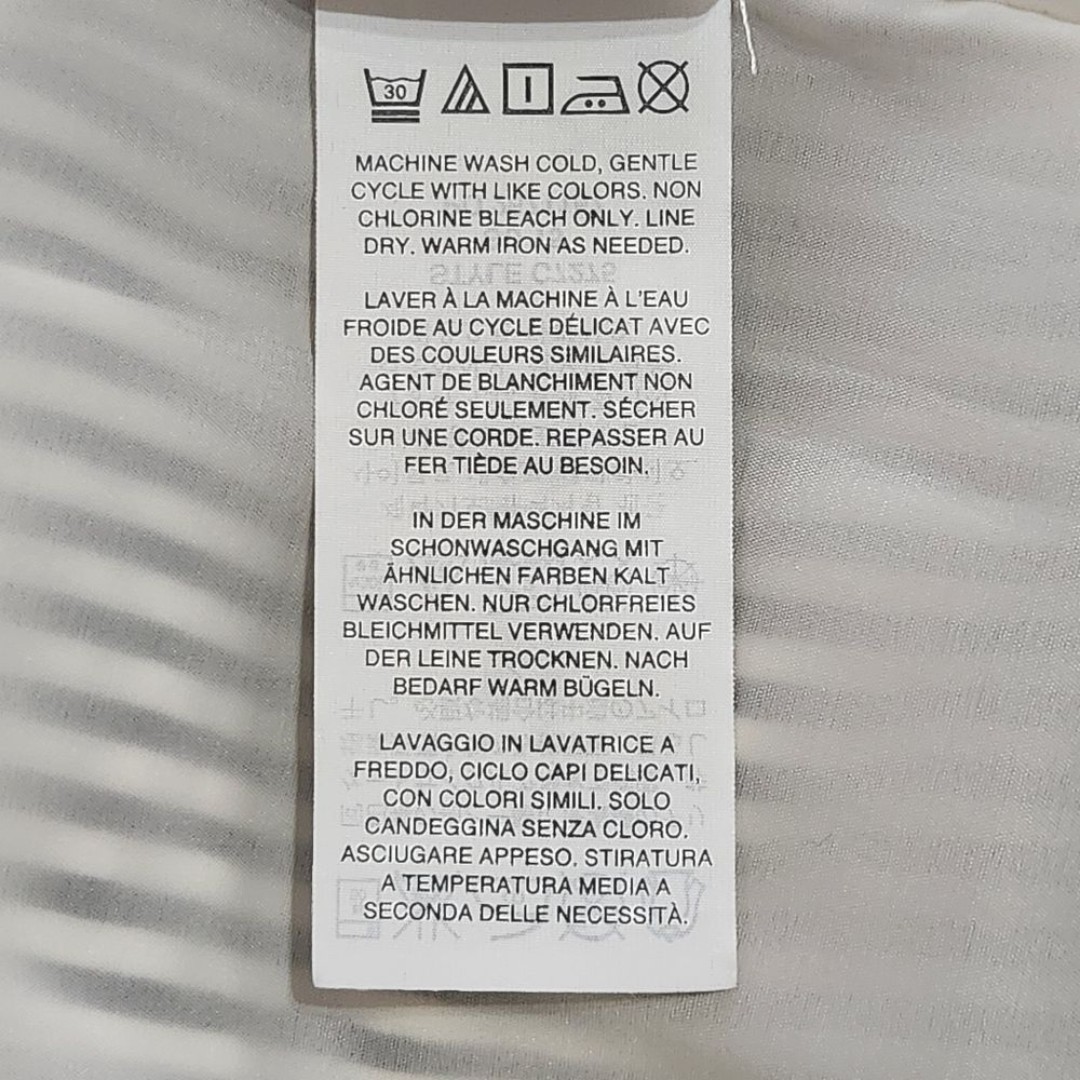 30
MACHINE WASH COLD, GENTLE
CYCLE WITH LIKE COLORS. NON
CHLORINE BLEACH ONLY. LINE
DRY. WARM IRON AS NEEDED.
STYLE C7275
LAVER À LA MACHINE À L'EAU
FROIDE AU CYCLE DÉLICAT AVEC
DES COULEURS SIMILAIRES.
AGENT DE BLANCHIMENT NON
CHLORÉ SEULEMENT. SÉCHER
SUR UNE CORDE. REPASSER AU
FER TIÈDE AU BESOIN.
IN DER MASCHINE IM
SCHONWASCHGANG MIT
ÄHNLICHEN FARBEN KALT
WASCHEN. NUR CHLORFREIES
BLEICHMITTEL VERWENDEN. AUF
DER LEINE TROCKNEN. NACH
BEDARF WARM BÜGELN.
LAVAGGIO IN LAVATRICE A
FREDDO, CICLO CAPI DELICATI,
CON COLORI SIMILI. SOLO
CANDEGGINA SENZA CLORO.
ASCIUGARE APPESO. STIRATURA
A TEMPERATURA MEDIA A
SECONDA DELLE NECESSITÀ.